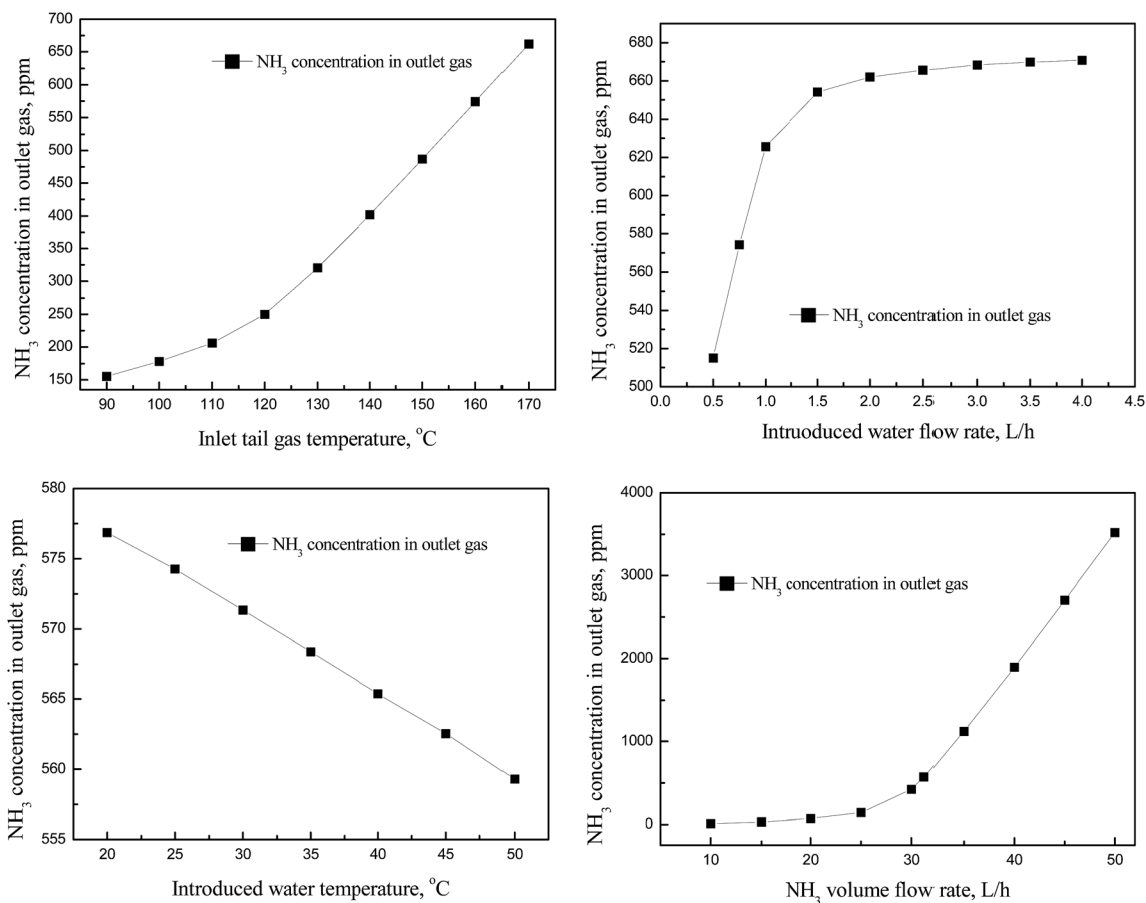 NH₃ concentration in outlet gas, ppm
700
650
600
550
500
450
400
350
300
250
200
150
NH₃ concentration in outlet gas
90 100 110 120 130 140 150 160 170
Inlet tail gas temperature, °C
NH₃ concentration in outlet gas, ppm
680
660
640
620
600
580
560
540
520
500
NH₃ concentration in outlet gas
0.0 0.5 1.0 1.5 2.0 2.5 3.0 3.5 4.0 4.5
Intruoduced water flow rate, L/h
NH₃ concentration in outlet gas, ppm
580
575
570
565
560
555
NH₃ concentration in outlet gas
20 25 30 35 40 45 50
Introduced water temperature, °C
NH₃ concentration in outlet gas, ppm
4000
3000
2000
1000
0
NH₃ concentration in outlet gas
10 20 30 40 50
NH₃ volume flow rate, L/h